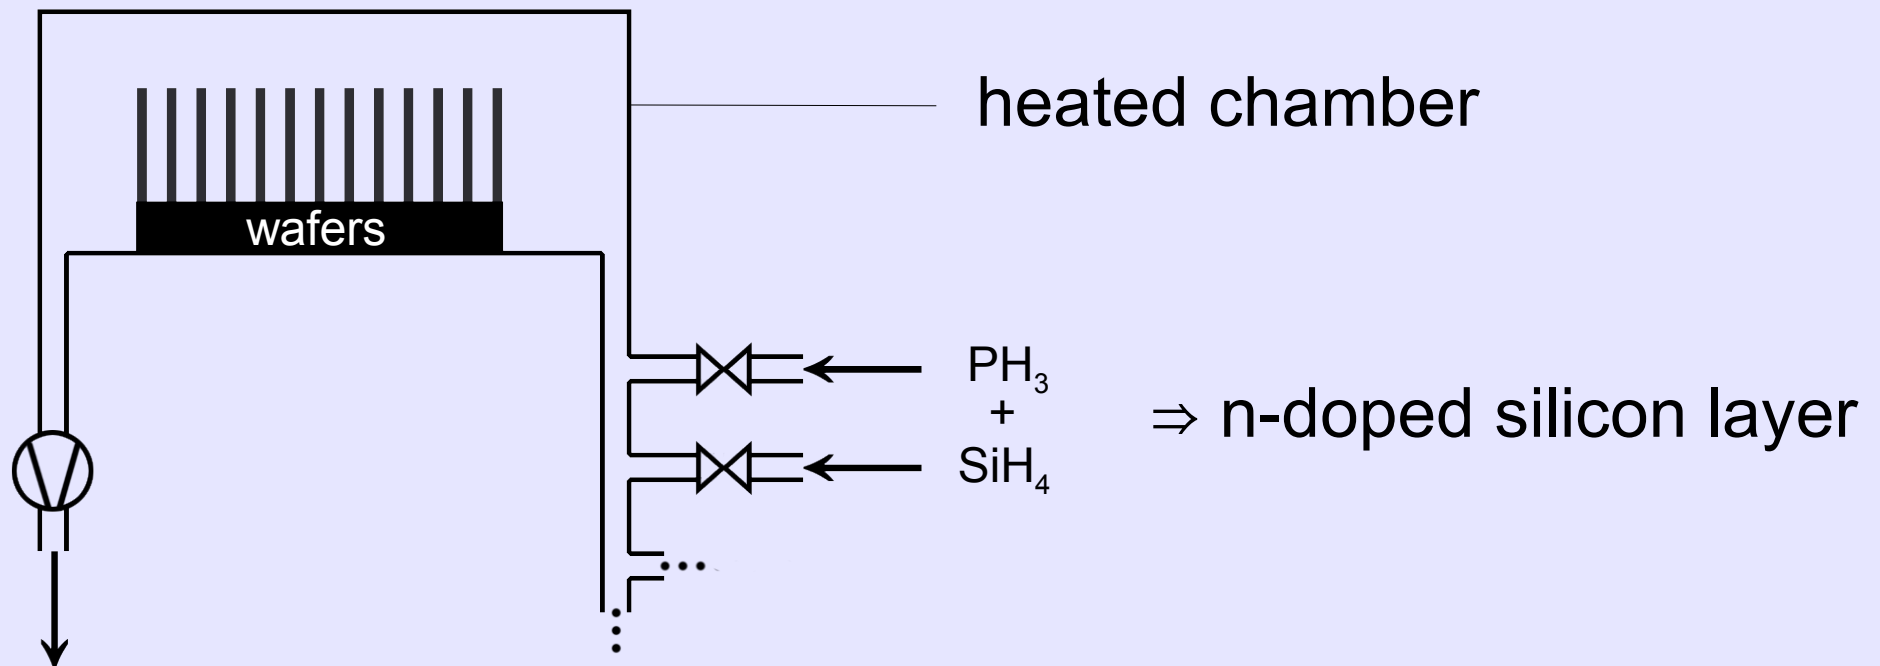 heated chamber
wafers
PH₃
+
SiH₄
⇒ n-doped silicon layer